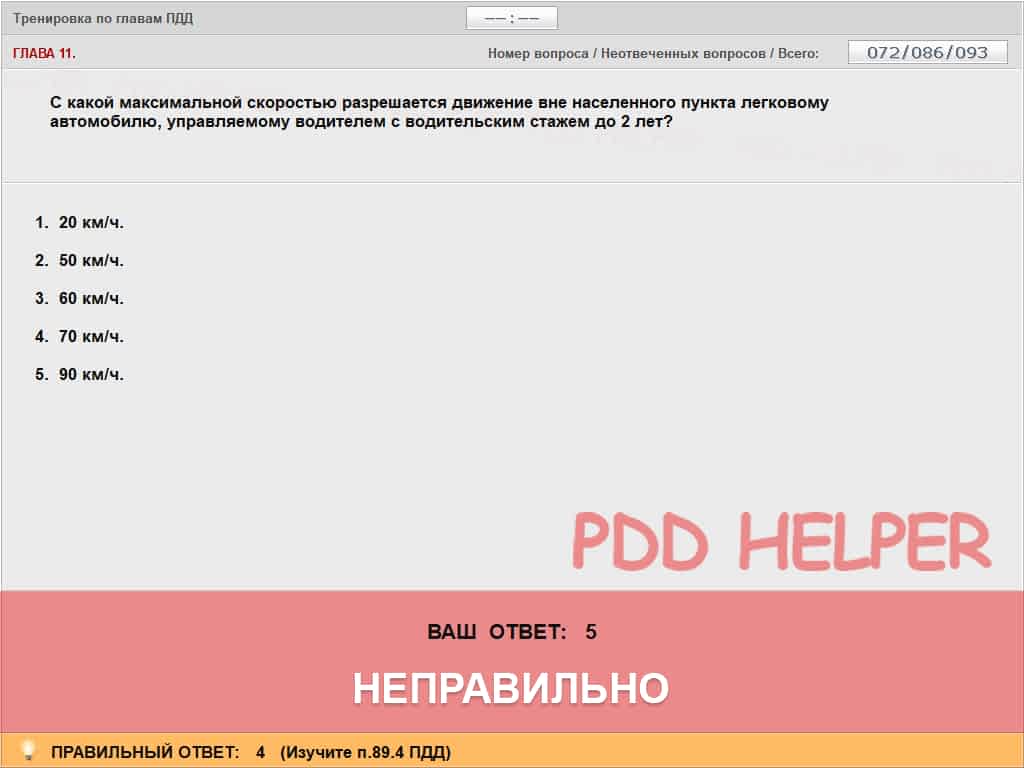 Тренировка по главам ПДД
—— : ——
ГЛАВА 11.
Номер вопроса / Неотвеченных вопросов / Всего:
072/086/093
С какой максимальной скоростью разрешается движение вне населенного пункта легковому
автомобилю, управляемому водителем с водительским стажем до 2 лет?
1. 20 км/ч.
2. 50 км/ч.
3. 60 км/ч.
4. 70 км/ч.
5. 90 км/ч.
PDD HELPER
ВАШ ОТВЕТ: 5
НЕПРАВИЛЬНО
ПРАВИЛЬНЫЙ ОТВЕТ: 4 (Изучите п.89.4 ПДД)